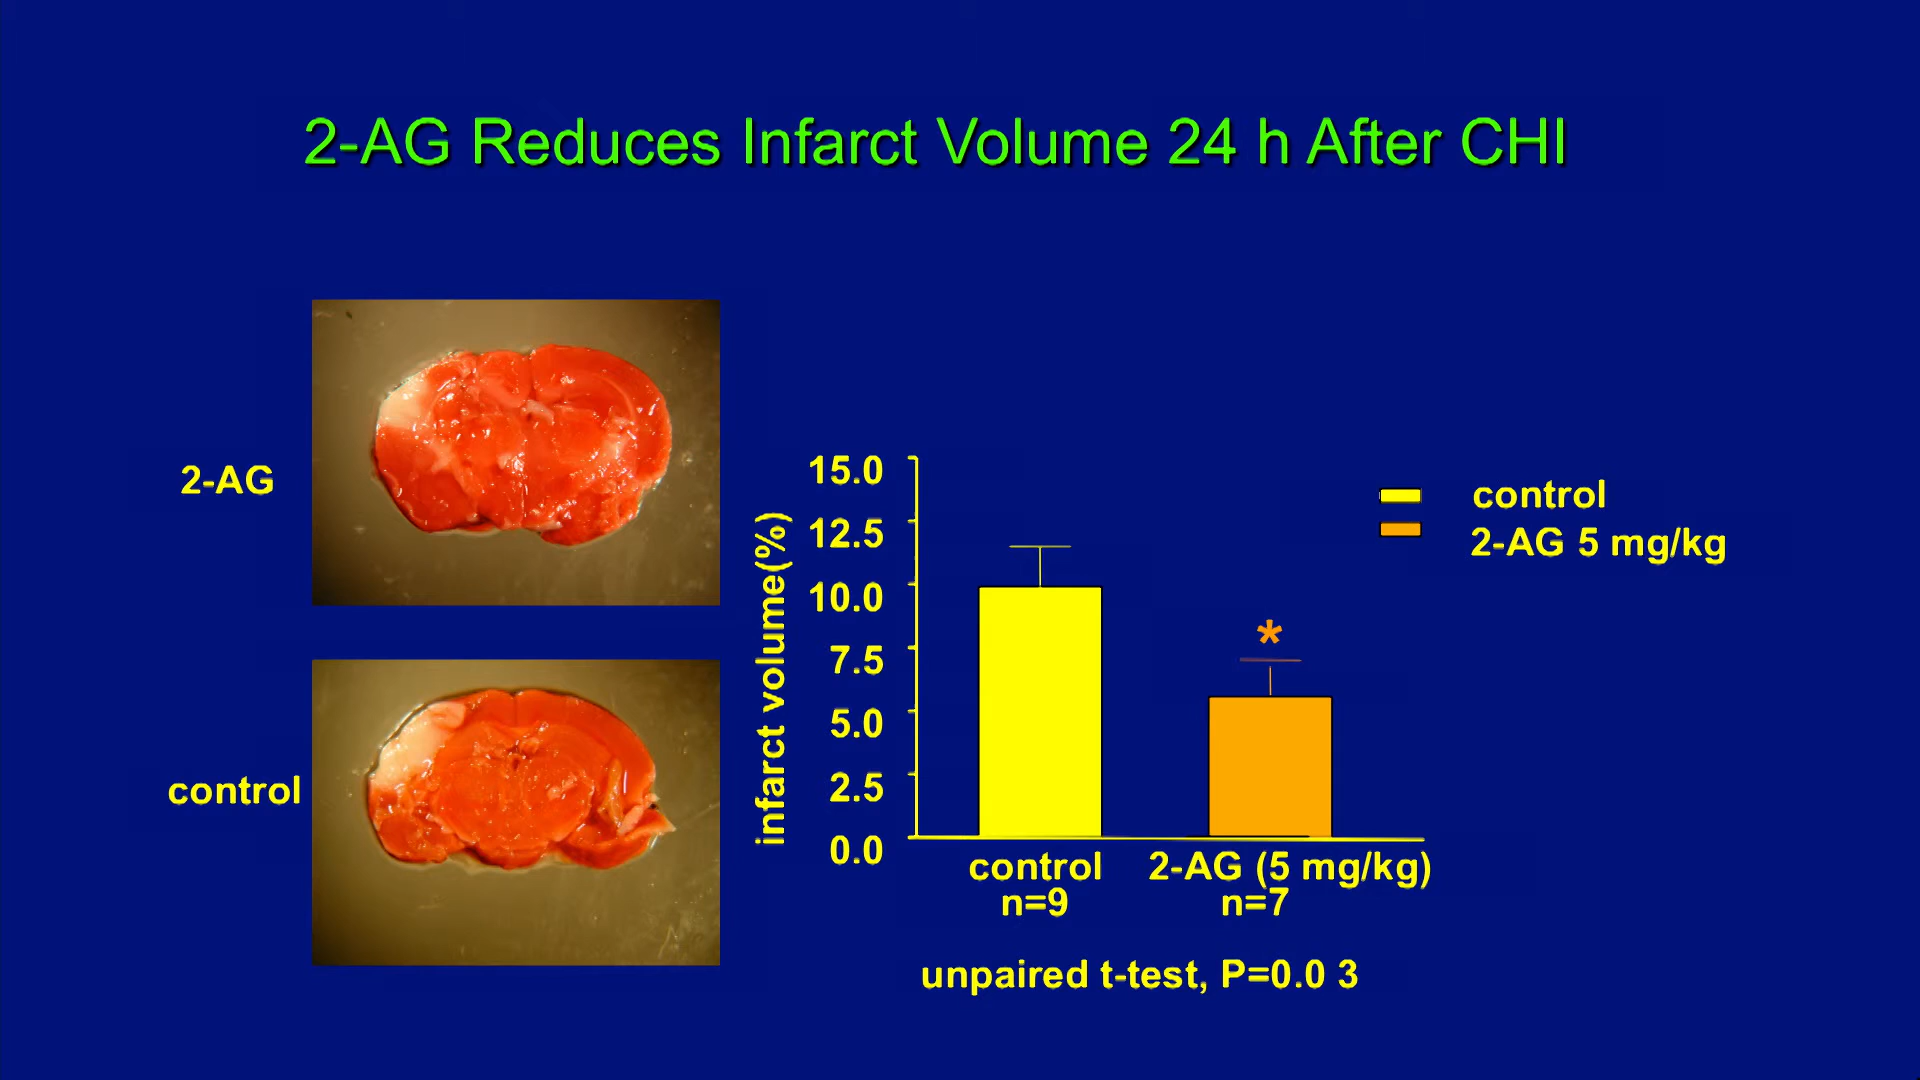 2-AG Reduces Infarct Volume 24 h After CHI
2-AG
control
infarct volume(%)
15.0
12.5
10.0
7.5
5.0
2.5
0.0
*
control
n=9
2-AG (5 mg/kg)
n=7
control
2-AG 5 mg/kg
unpaired t-test, P=0.0 3